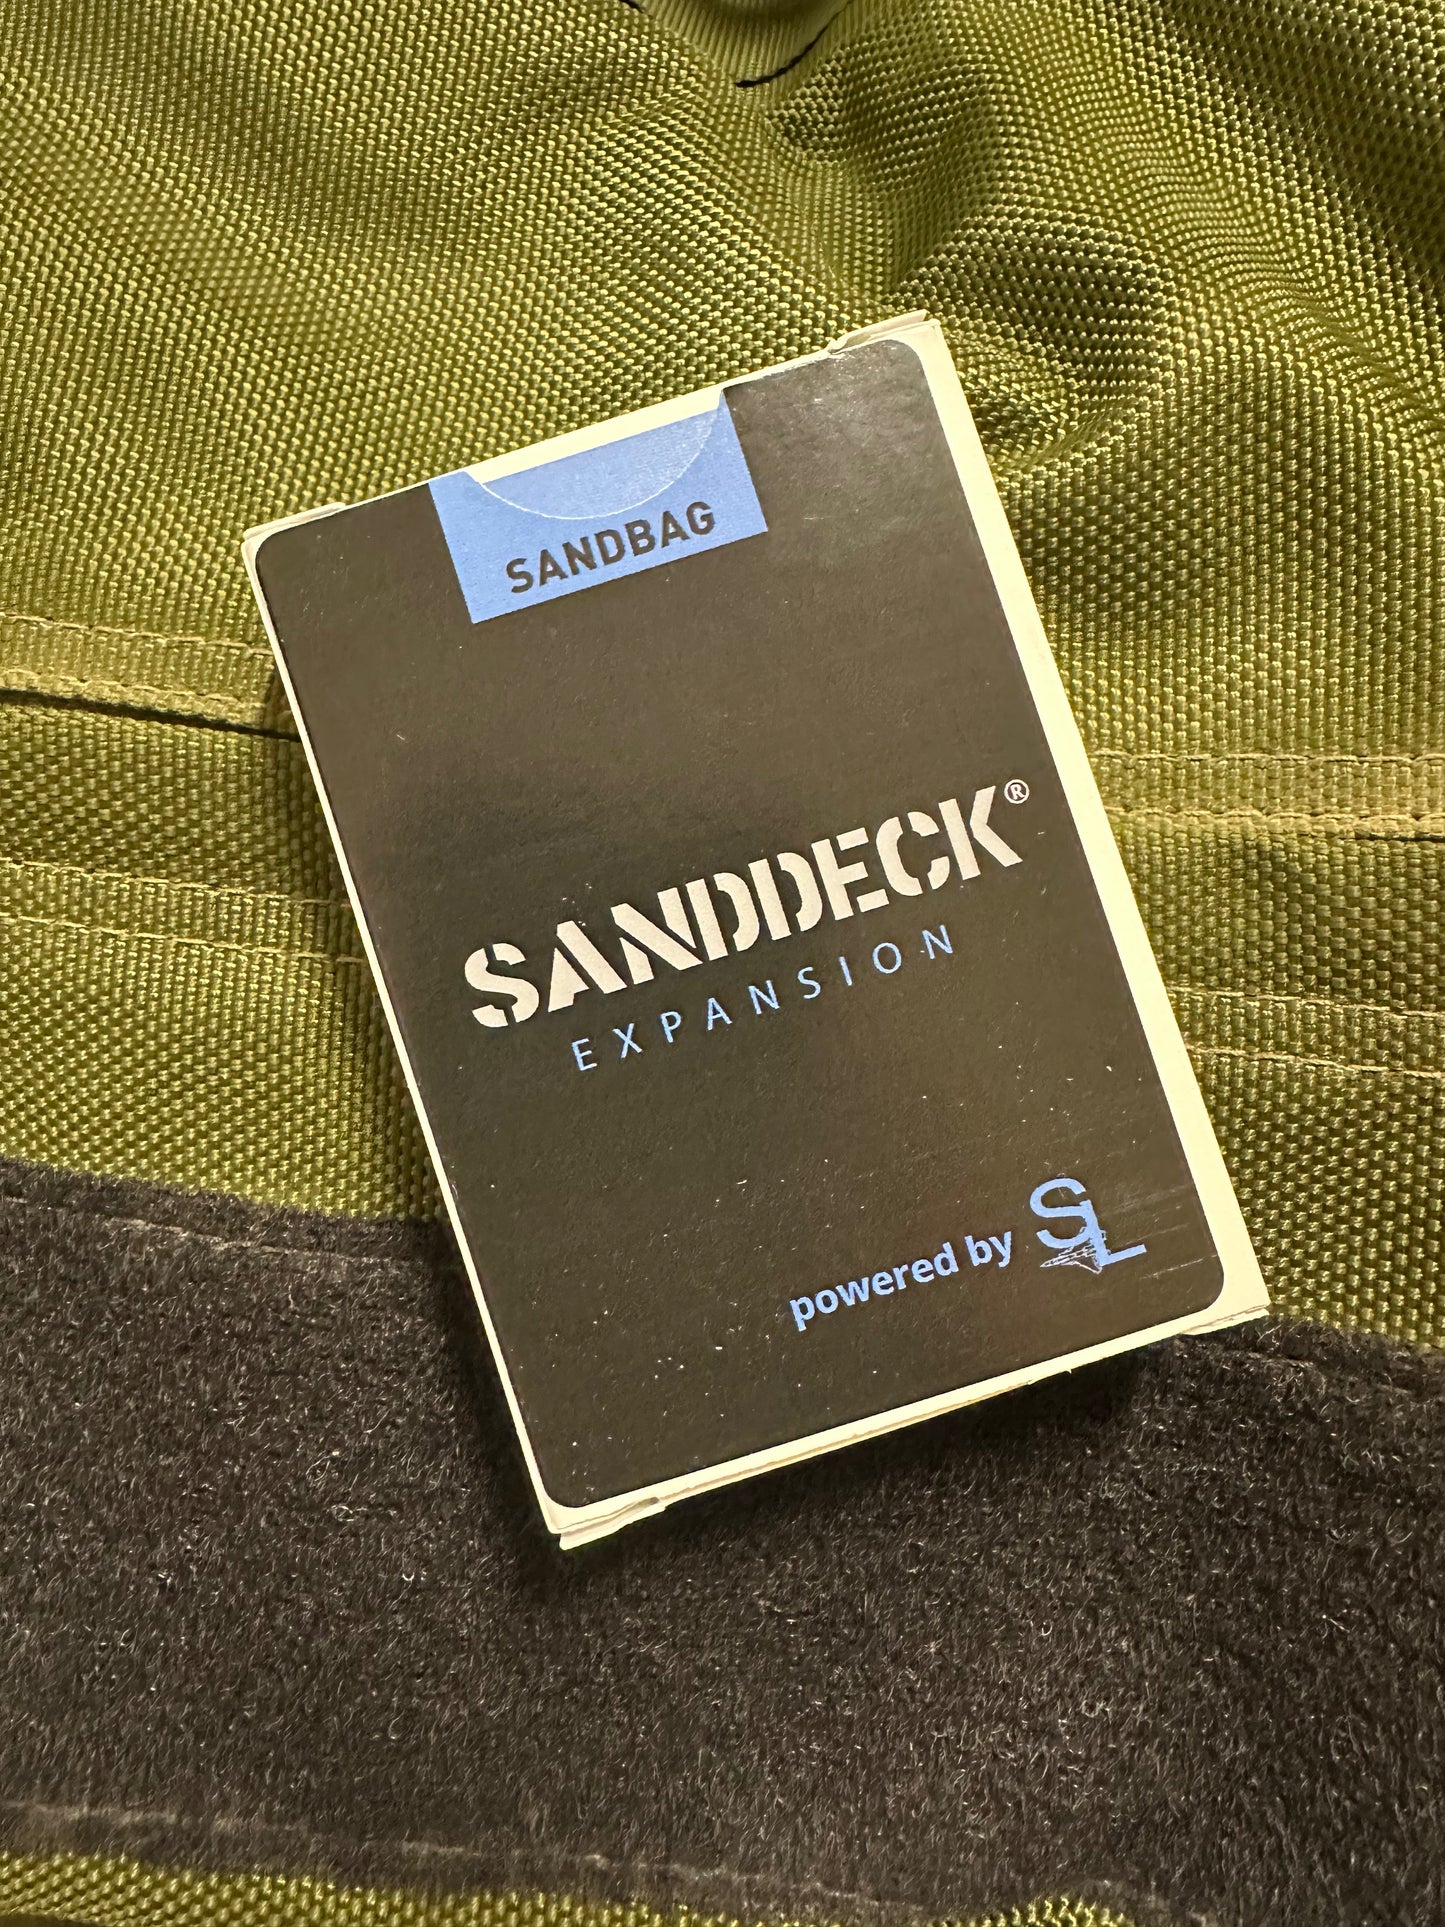 SANDBAG
SANDDECK®
EXPANSION
powered by SL